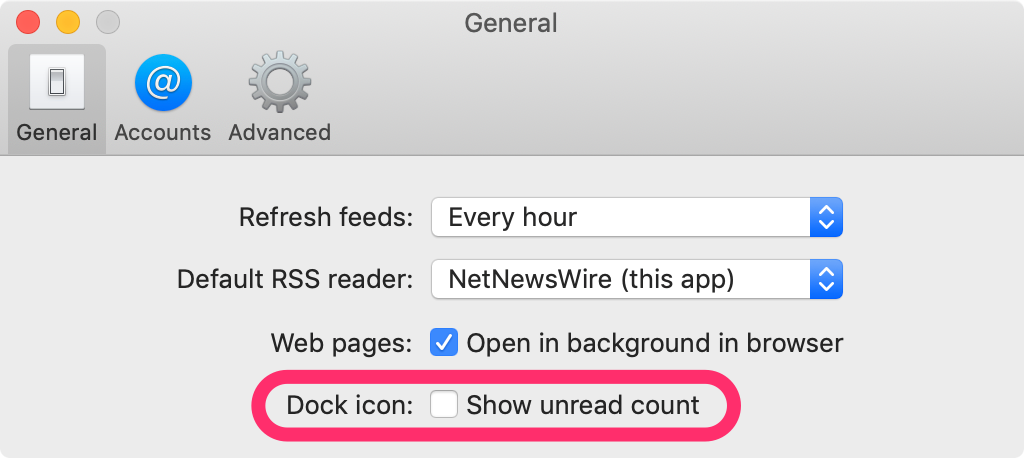 General
General Accounts Advanced
Refresh feeds: Every hour
Default RSS reader: NetNewsWire (this app)
Web pages: Open in background in browser
Dock icon: Show unread count